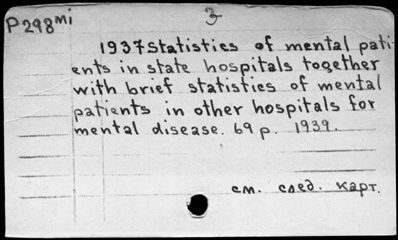 3
P298mi
1937 statistics of mental pati-
ents in state hospitals together
with brief statistics of mental
patients in other hospitals for
mental disease. 69 p. 1939.
см. след. карт.